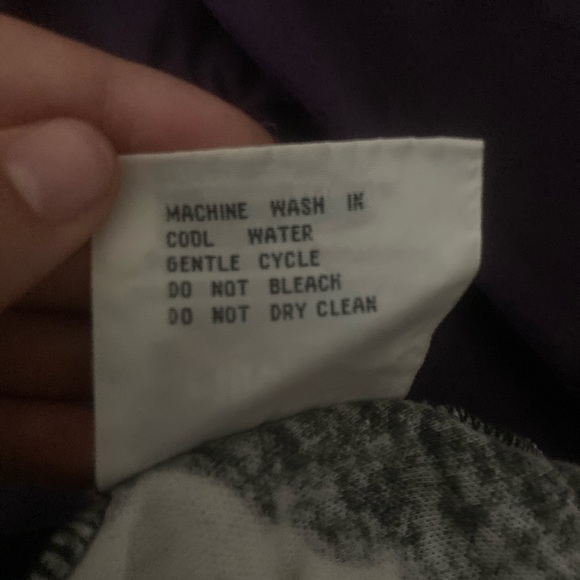 MACHINE WASH IN
COOL WATER
GENTLE CYCLE
DO NOT BLEACH
DO NOT DRY CLEAN